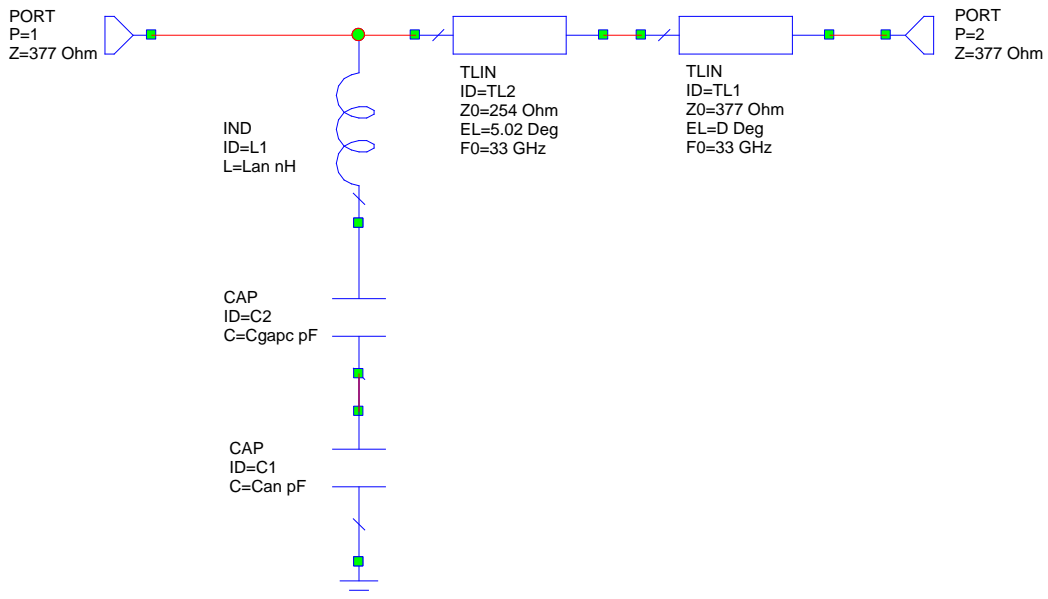 PORT
P=1
Z=377 Ohm
PORT
P=2
Z=377 Ohm
TLIN
ID=TL2
Z0=254 Ohm
EL=5.02 Deg
F0=33 GHz
TLIN
ID=TL1
Z0=377 Ohm
EL=D Deg
F0=33 GHz
IND
ID=L1
L=Lan nH
CAP
ID=C2
C=Cgapc pF
CAP
ID=C1
C=Can pF